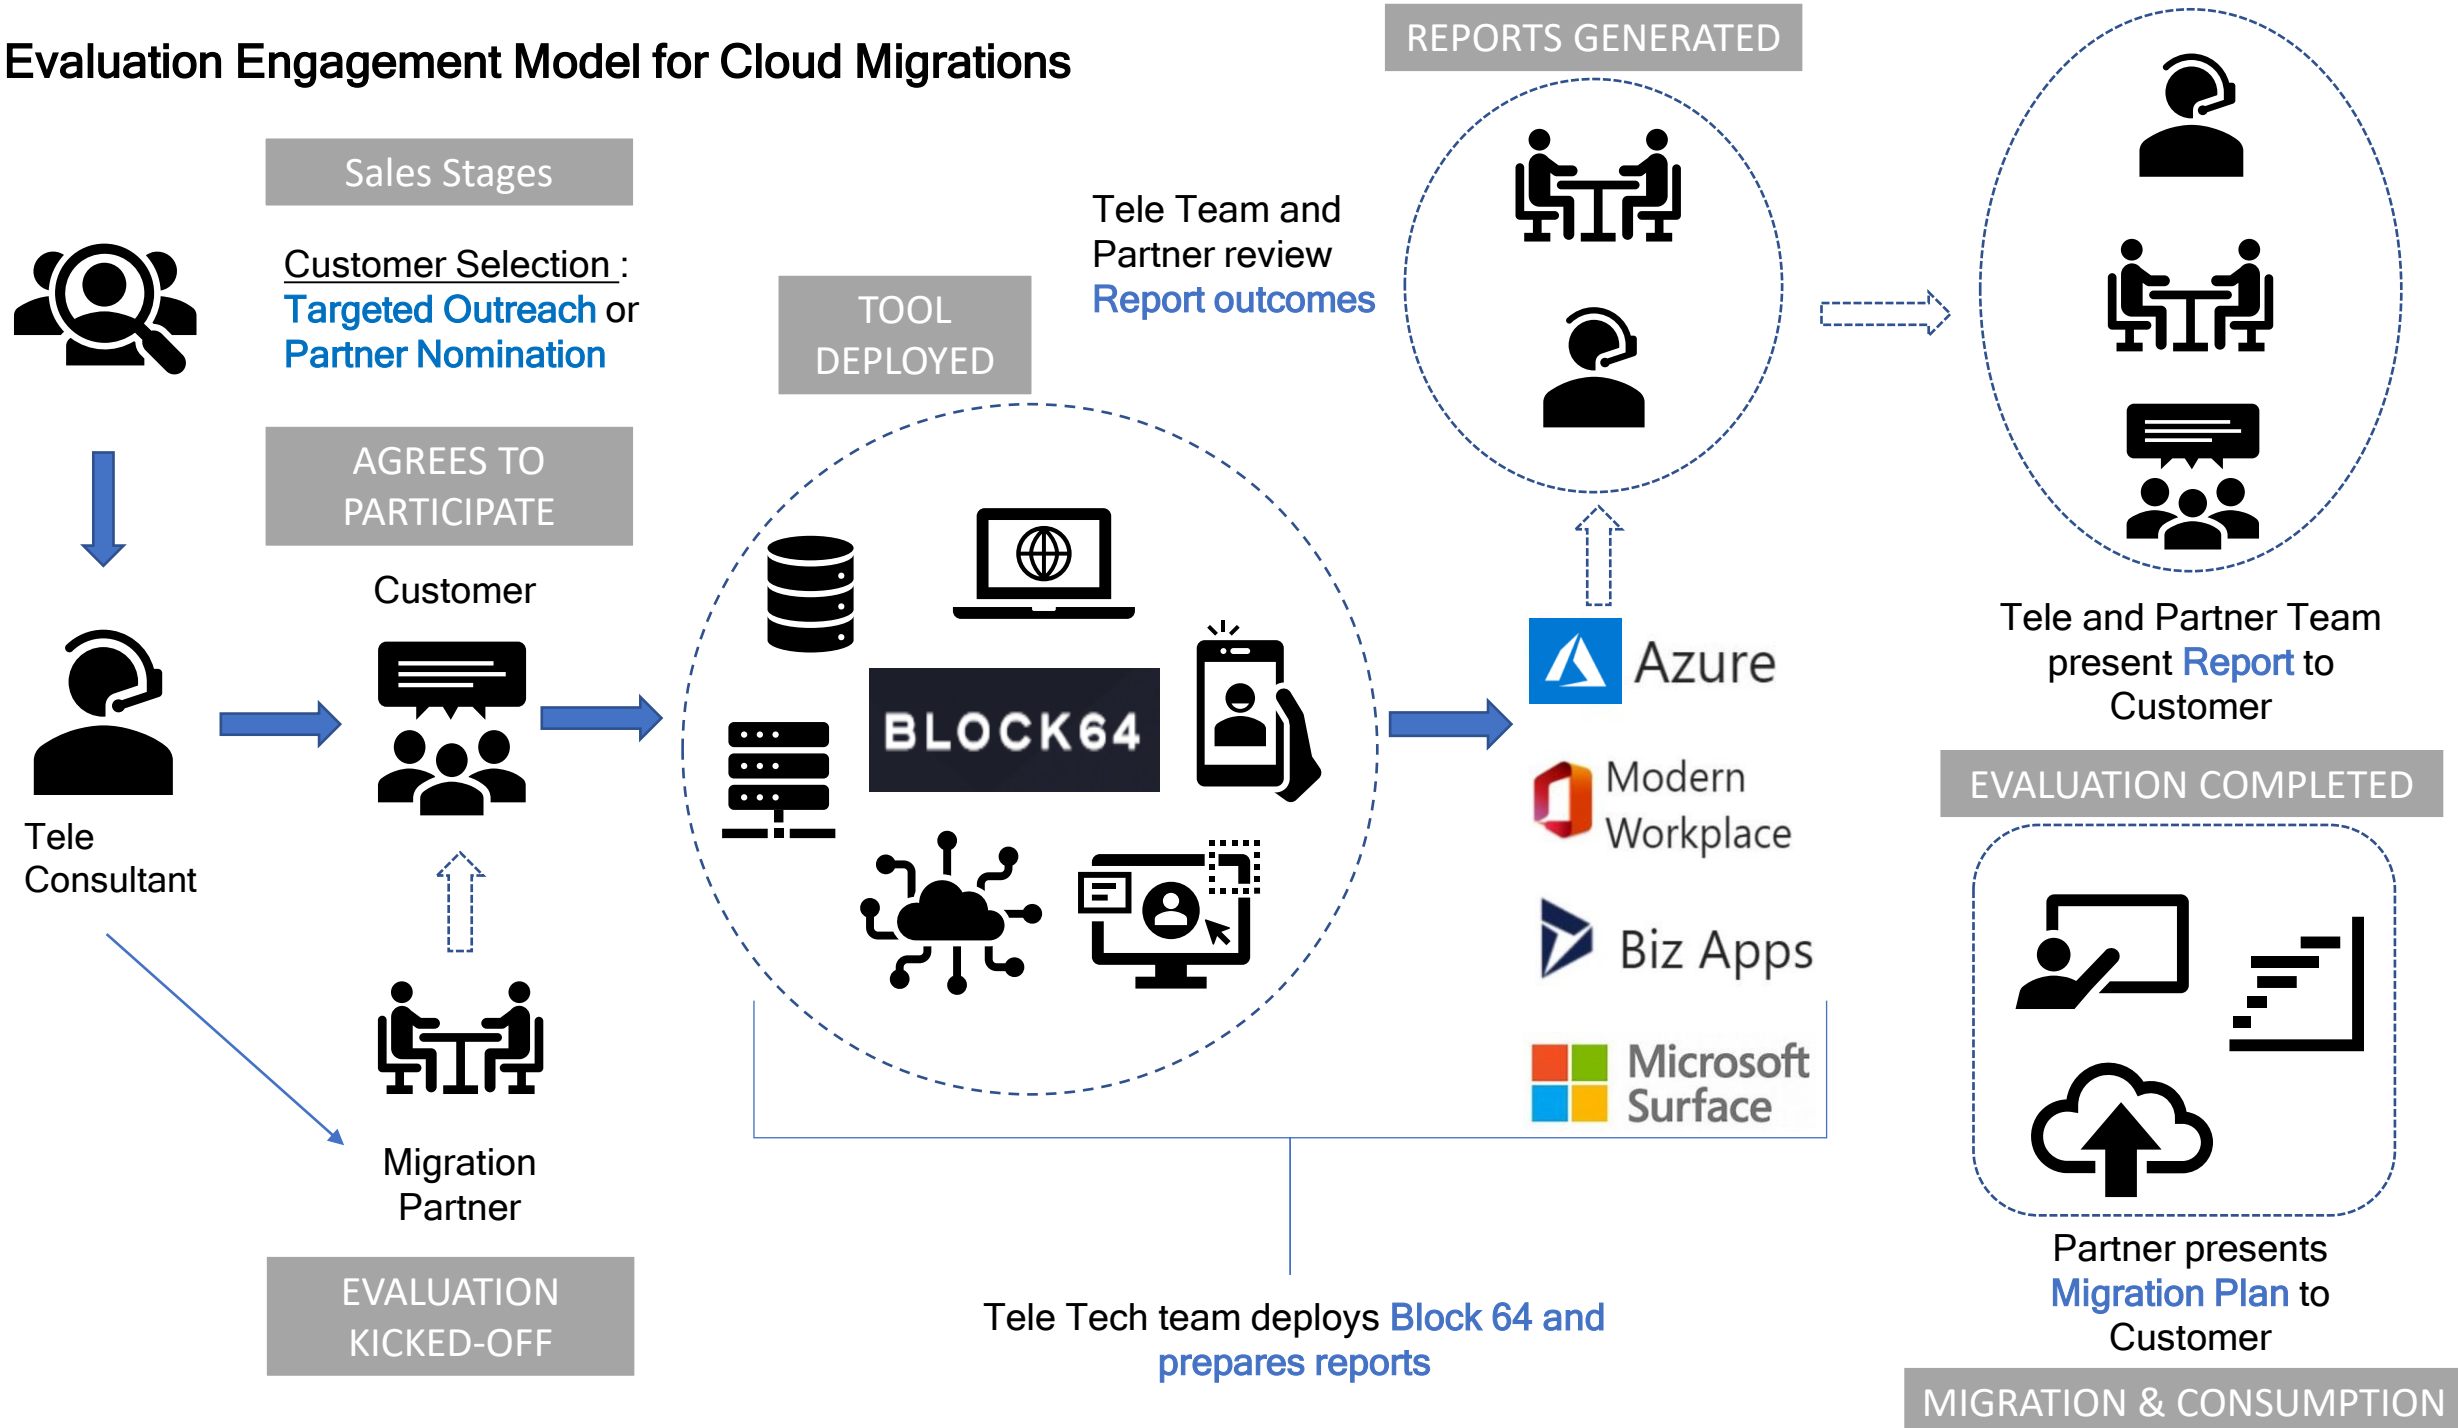 Evaluation Engagement Model for Cloud Migrations
Sales Stages
Customer Selection :
Targeted Outreach or
Partner Nomination
AGREES TO
PARTICIPATE
Customer
Tele
Consultant
Migration
Partner
EVALUATION
KICKED-OFF
TOOL
DEPLOYED
BLOCK64
Tele Tech team deploys Block 64 and
prepares reports
Azure
Modern
Workplace
Biz Apps
Microsoft
Surface
REPORTS GENERATED
Tele Team and
Partner review
Report outcomes
Tele and Partner Team
present Report to
Customer
EVALUATION COMPLETED
Partner presents
Migration Plan to
Customer
MIGRATION & CONSUMPTION